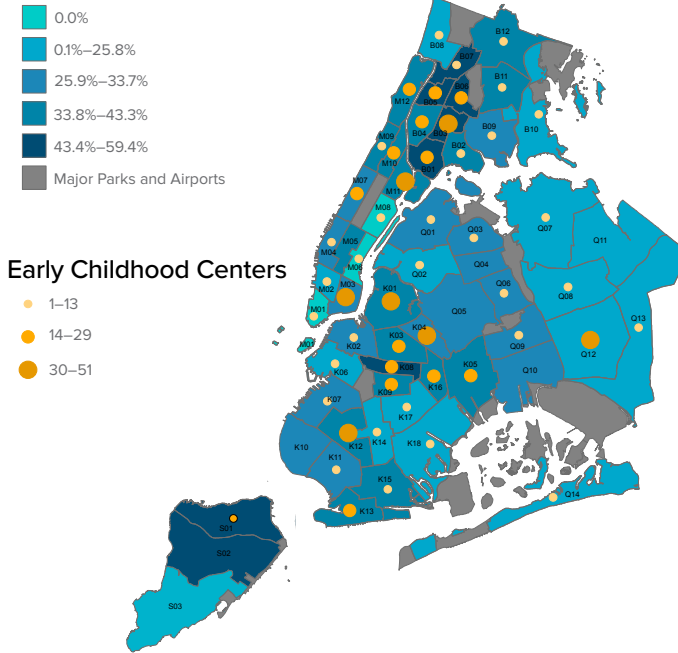 0.0%
0.1%–25.8%
25.9%–33.7%
33.8%–43.3%
43.4%–59.4%
Major Parks and Airports
Early Childhood Centers
1–13
14–29
30–51
B08
B12
B07
B11
B05
B06
M12
B10
B04
B03
B09
M09
B02
M10
B01
M07
M11
M08
Q01
Q03
Q07
Q11
M05
M04
M06
Q02
Q04
M02
M03
K01
Q06
Q08
M01
Q05
Q13
M01
K02
K03
K04
Q09
Q12
K06
K08
K05
Q10
K09
K16
K07
K17
K10
K12
K14
K18
K11
K15
Q14
K13
S01
S02
S03